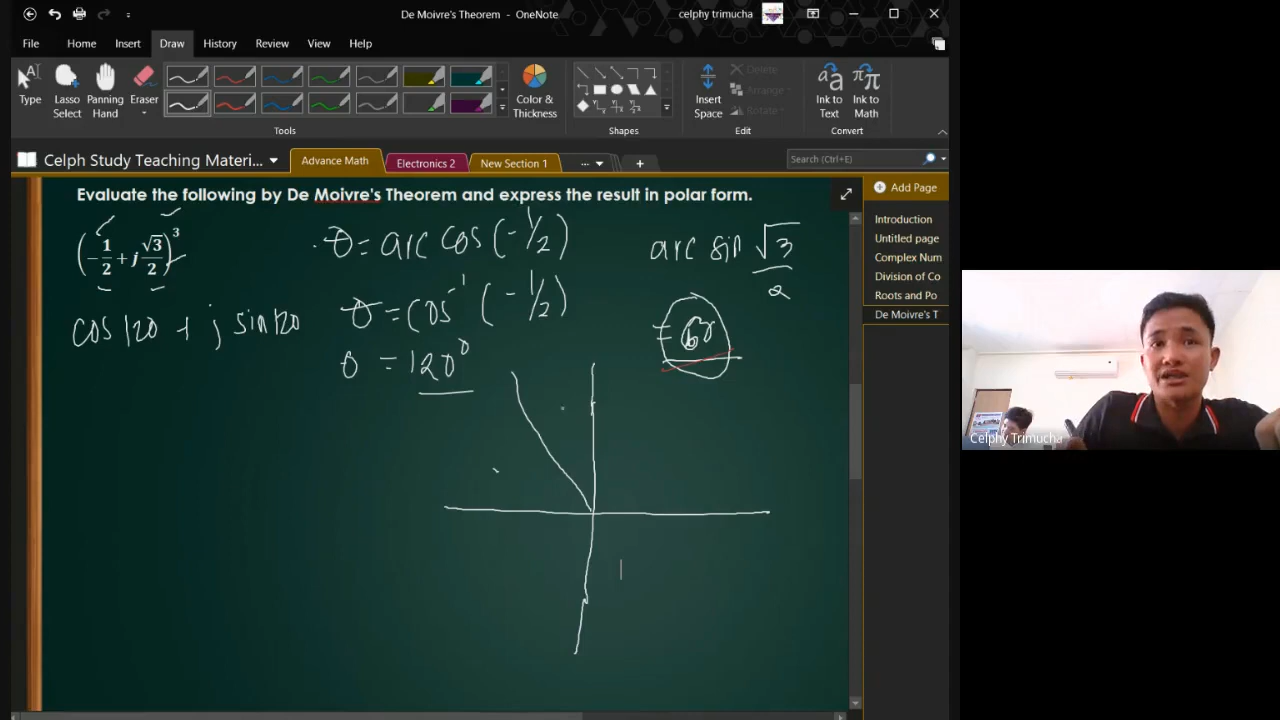 De Moivre's Theorem - OneNote
celphy trimucha
File Home Insert Draw History Review View Help
Type
Lasso Select
Panning Hand
Eraser
Color & Thickness
Insert Space
Delete
Arrange
Rotate
Ink to Text
Ink to Math
Tools
Shapes
Edit
Convert
Celph Study Teaching Materi...
Advance Math
Electronics 2
New Section 1
...
Search (Ctrl+E)
Evaluate the following by De Moivre's Theorem and express the result in polar form.
Add Page
(-1/2 + j √3/2)^3
θ = arc cos (-1/2)
arc sin √3/2
θ = cos^-1 (-1/2)
cos 120 + j sin 120
= 60
θ = 120°
Introduction
Untitled page
Complex Num
Division of Co
Roots and Po
De Moivre's T
Celphy Trimucha